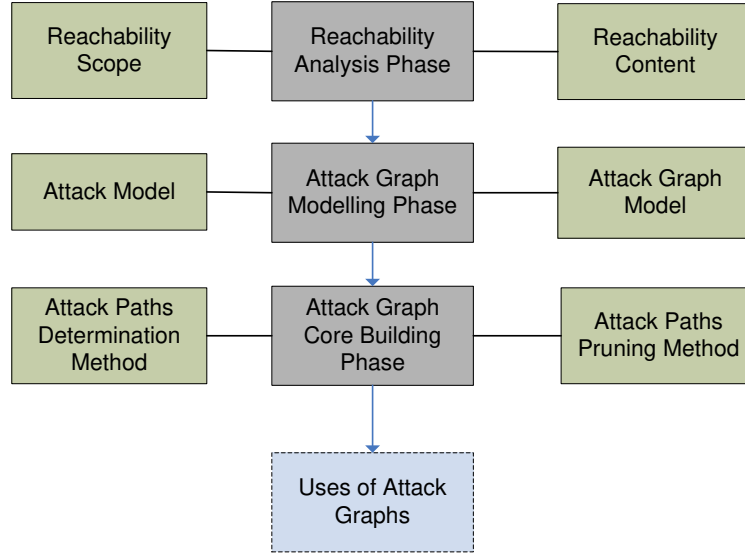 Reachability
Scope
Reachability
Analysis Phase
Reachability
Content
Attack Model
Attack Graph
Modelling Phase
Attack Graph
Model
Attack Paths
Determination
Method
Attack Graph
Core Building
Phase
Attack Paths
Pruning Method
Uses of Attack
Graphs